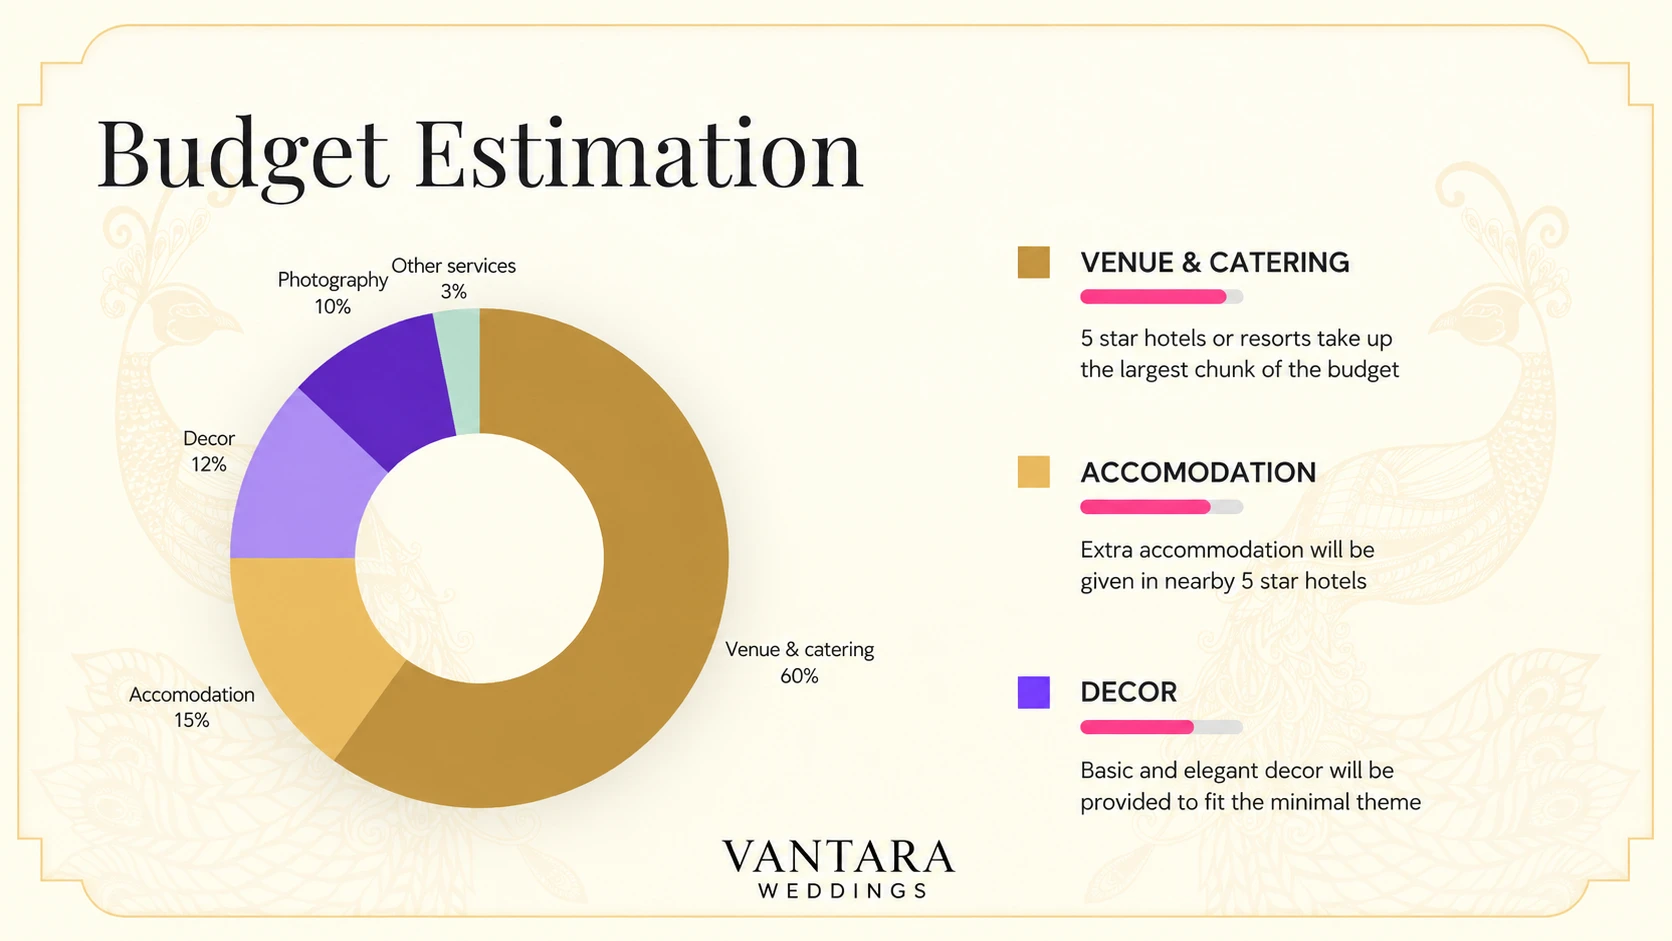 Budget Estimation
Other services
3%
Photography
10%
Decor
12%
Accomodation
15%
Venue & catering
60%
VENUE & CATERING
5 star hotels or resorts take up
the largest chunk of the budget
ACCOMODATION
Extra accommodation will be
given in nearby 5 star hotels
DECOR
Basic and elegant decor will be
provided to fit the minimal theme
VANTARA
WEDDINGS